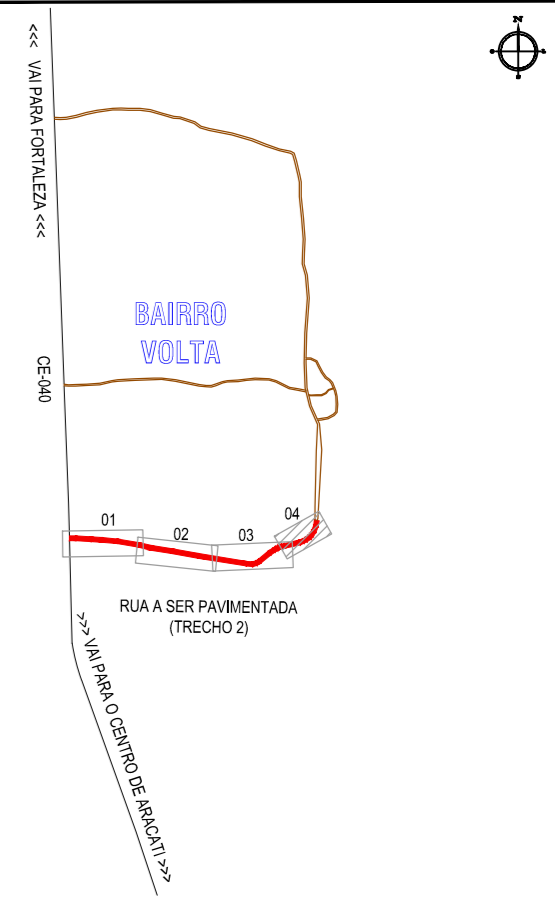 N
<<< VAI PARA FORTALEZA <<<
BAIRRO
VOLTA
CE-040
01
02
03
04
RUA A SER PAVIMENTADA
(TRECHO 2)
>>> VAI PARA O CENTRO DE ARACATI >>>